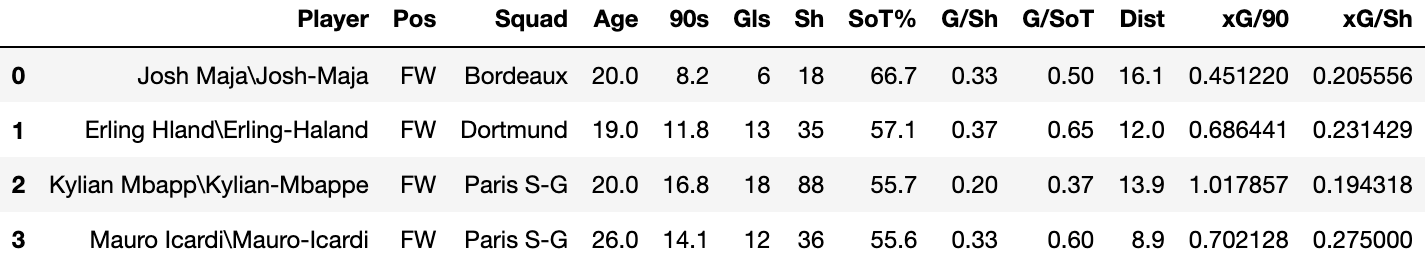 Player Pos Squad Age 90s Gls Sh SoT% G/Sh G/SoT Dist xG/90 xG/Sh
0 Josh Maja\Josh-Maja FW Bordeaux 20.0 8.2 6 18 66.7 0.33 0.50 16.1 0.451220 0.205556
1 Erling Hland\Erling-Haland FW Dortmund 19.0 11.8 13 35 57.1 0.37 0.65 12.0 0.686441 0.231429
2 Kylian Mbapp\Kylian-Mbappe FW Paris S-G 20.0 16.8 18 88 55.7 0.20 0.37 13.9 1.017857 0.194318
3 Mauro Icardi\Mauro-Icardi FW Paris S-G 26.0 14.1 12 36 55.6 0.33 0.60 8.9 0.702128 0.275000